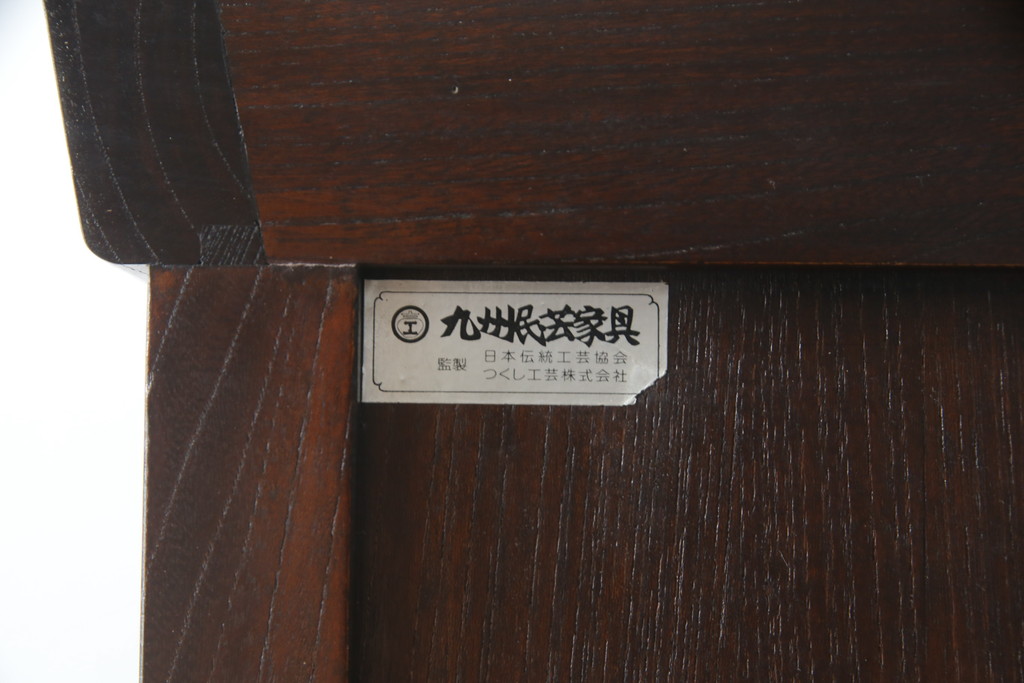 工 九州民芸家具
監製 日本伝統工芸協会
つくし工芸株式会社